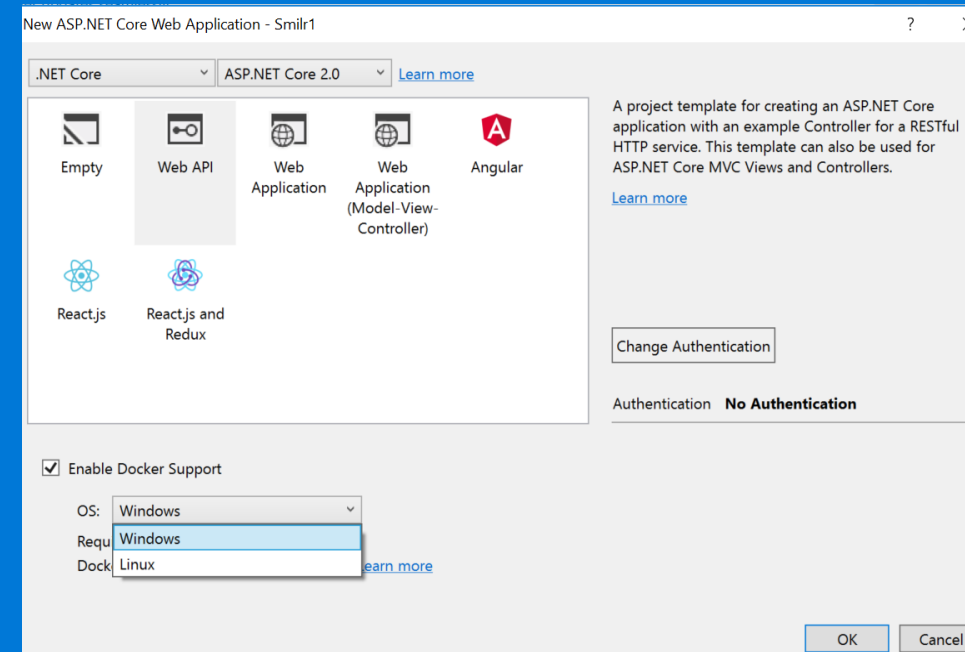 New ASP.NET Core Web Application - Smilr1
?
.NET Core
ASP.NET Core 2.0
Learn more
Empty
Web API
Web
Application
Web
Application
(Model-View-
Controller)
Angular
React.js
React.js and
Redux
A project template for creating an ASP.NET Core
application with an example Controller for a RESTful
HTTP service. This template can also be used for
ASP.NET Core MVC Views and Controllers.
Learn more
Change Authentication
Authentication No Authentication
Enable Docker Support
OS: Windows
Requ
Windows
Dock
Linux
earn more
OK
Cancel